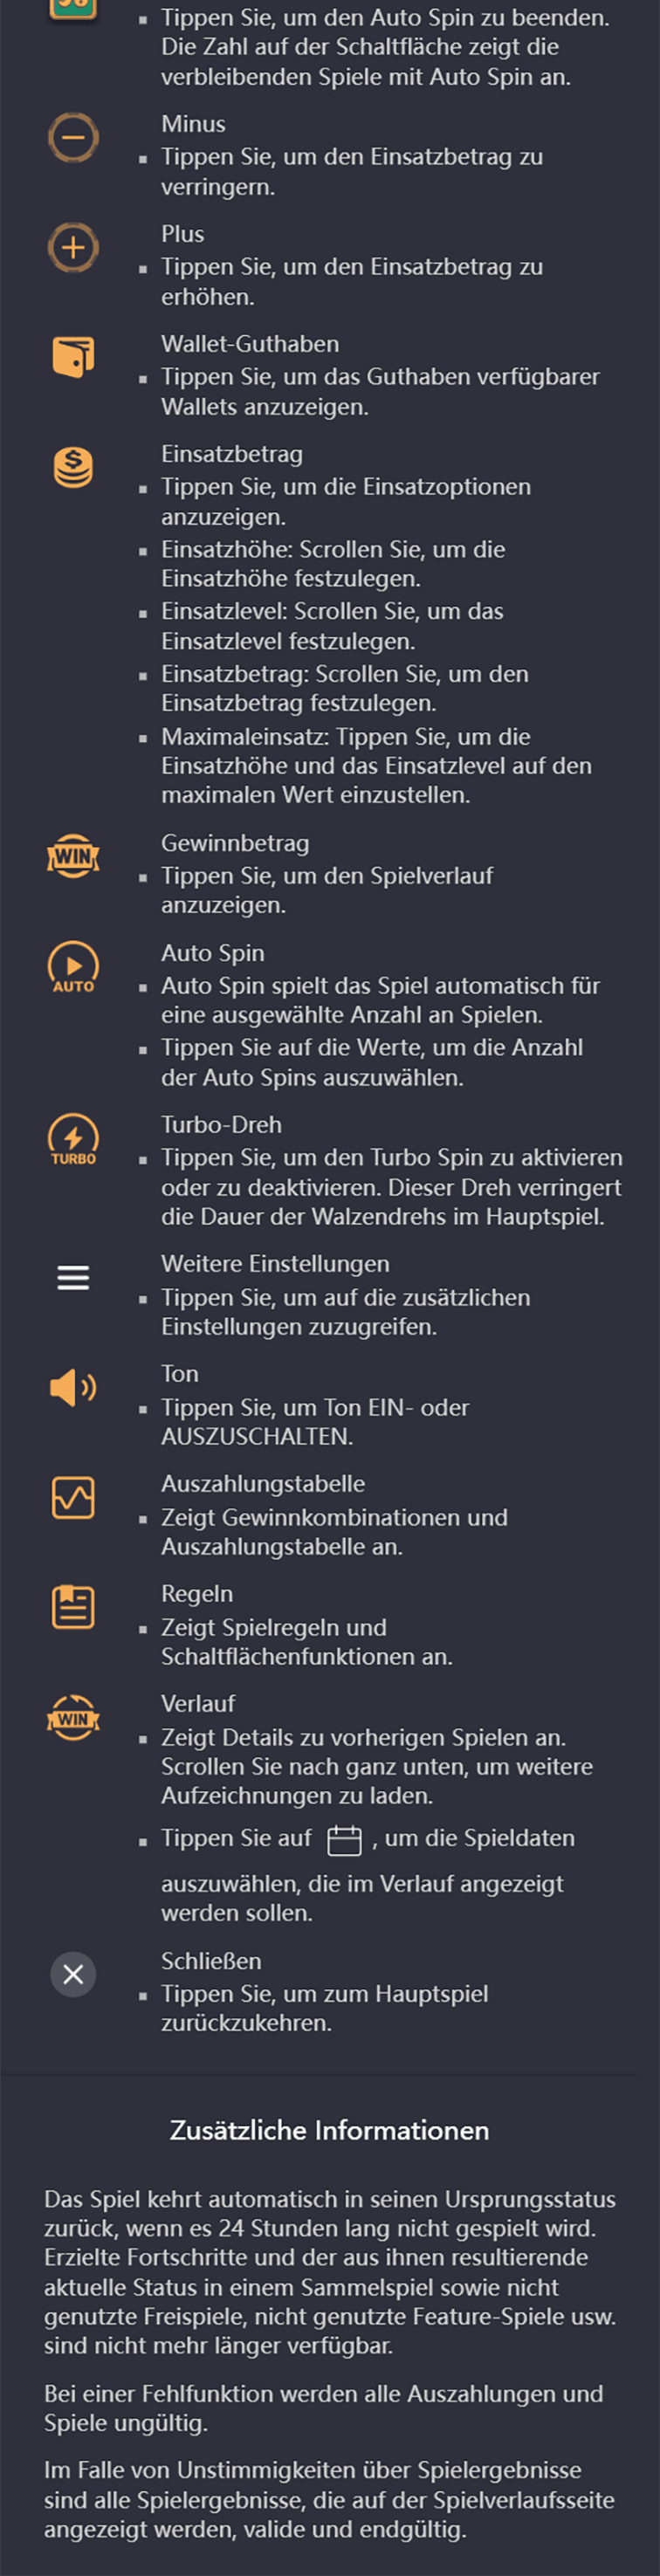 Tippen Sie, um den Auto Spin zu beenden.
Die Zahl auf der Schaltfläche zeigt die
verbleibenden Spiele mit Auto Spin an.
Minus
Tippen Sie, um den Einsatzbetrag zu
verringern.
Plus
Tippen Sie, um den Einsatzbetrag zu
erhöhen.
Wallet-Guthaben
Tippen Sie, um das Guthaben verfügbarer
Wallets anzuzeigen.
Einsatzbetrag
Tippen Sie, um die Einsatzoptionen
anzuzeigen.
Einsatzhöhe: Scrollen Sie, um die
Einsatzhöhe festzulegen.
Einsatzlevel: Scrollen Sie, um das
Einsatzlevel festzulegen.
Einsatzbetrag: Scrollen Sie, um den
Einsatzbetrag festzulegen.
Maximaleinsatz: Tippen Sie, um die
Einsatzhöhe und das Einsatzlevel auf den
maximalen Wert einzustellen.
WIN
Gewinnbetrag
Tippen Sie, um den Spielverlauf
anzuzeigen.
AUTO
Auto Spin
Auto Spin spielt das Spiel automatisch für
eine ausgewählte Anzahl an Spielen.
Tippen Sie auf die Werte, um die Anzahl
der Auto Spins auszuwählen.
TURBO
Turbo-Dreh
Tippen Sie, um den Turbo Spin zu aktivieren
oder zu deaktivieren. Dieser Dreh verringert
die Dauer der Walzendrehs im Hauptspiel.
Weitere Einstellungen
Tippen Sie, um auf die zusätzlichen
Einstellungen zuzugreifen.
Ton
Tippen Sie, um Ton EIN- oder
AUSZUSCHALTEN.
Auszahlungstabelle
Zeigt Gewinnkombinationen und
Auszahlungstabelle an.
Regeln
Zeigt Spielregeln und
Schaltflächenfunktionen an.
WIN
Verlauf
Zeigt Details zu vorherigen Spielen an.
Scrollen Sie nach ganz unten, um weitere
Aufzeichnungen zu laden.
Tippen Sie auf , um die Spieldaten
auszuwählen, die im Verlauf angezeigt
werden sollen.
Schließen
Tippen Sie, um zum Hauptspiel
zurückzukehren.
Zusätzliche Informationen
Das Spiel kehrt automatisch in seinen Ursprungsstatus
zurück, wenn es 24 Stunden lang nicht gespielt wird.
Erzielte Fortschritte und der aus ihnen resultierende
aktuelle Status in einem Sammelspiel sowie nicht
genutzte Freispiele, nicht genutzte Feature-Spiele usw.
sind nicht mehr länger verfügbar.
Bei einer Fehlfunktion werden alle Auszahlungen und
Spiele ungültig.
Im Falle von Unstimmigkeiten über Spielergebnisse
sind alle Spielergebnisse, die auf der Spielverlaufsseite
angezeigt werden, valide und endgültig.